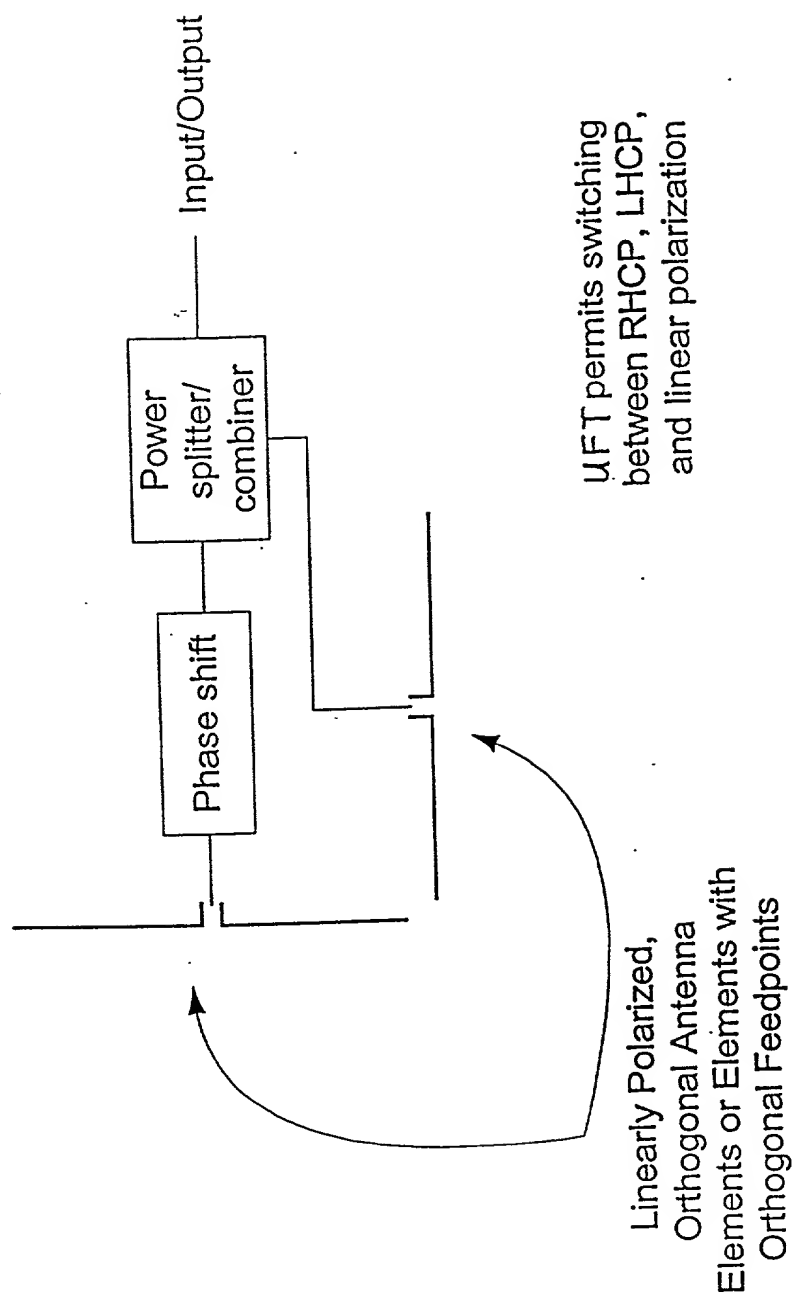 Input/Output
Power
splitter/
combiner
Phase shift
Linearly Polarized,
Orthogonal Antenna
Elements or Elements with
Orthogonal Feedpoints
UFT permits switching
between RHCP, LHCP,
and linear polarization